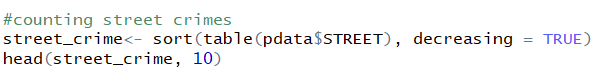 #counting street crimes
street_crime<- sort(table(pdata$STREET), decreasing = TRUE)
head(street_crime, 10)